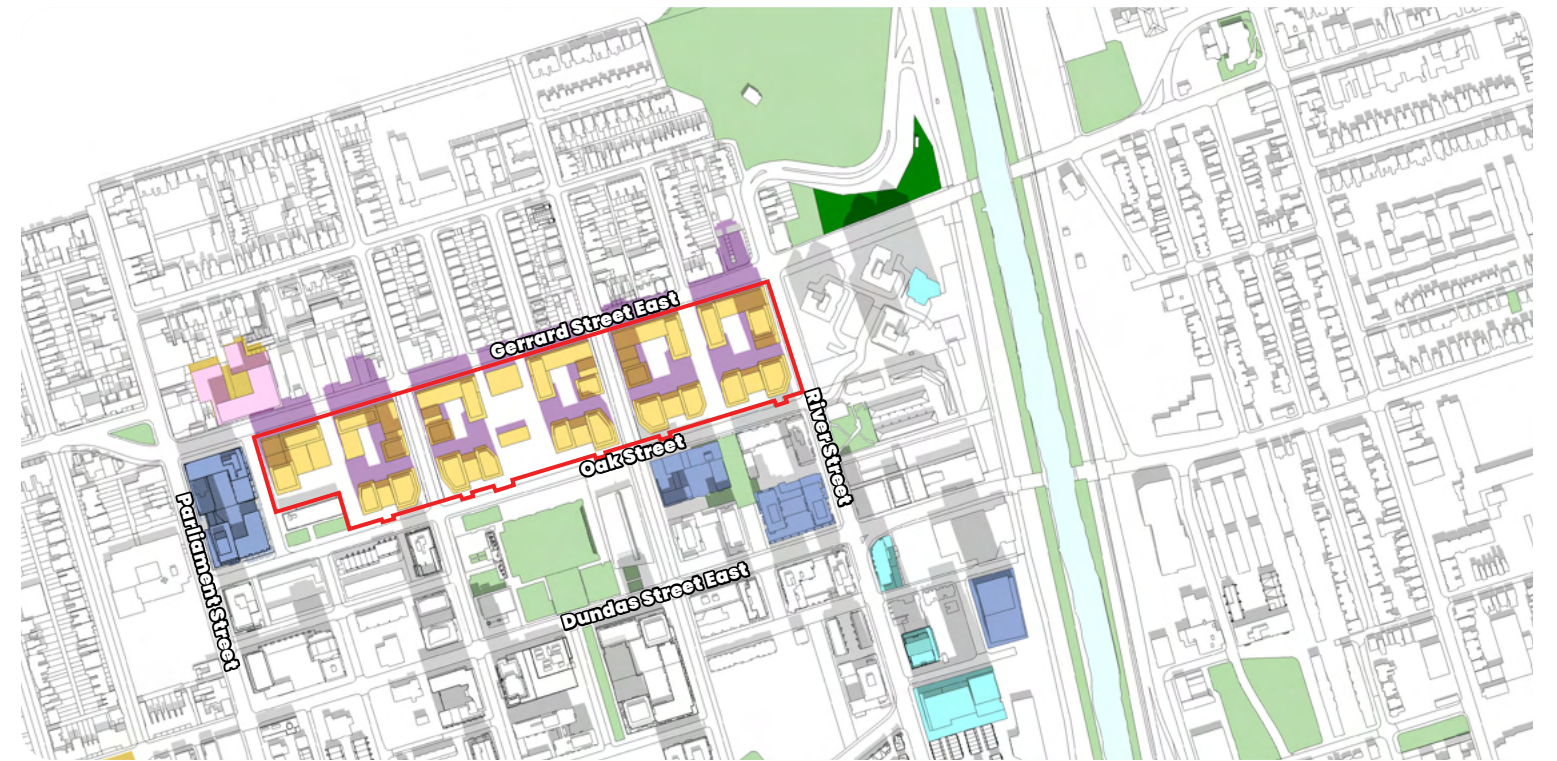 Gerrard Street East
River Street
Oak Street
Parliament Street
Dundas Street East